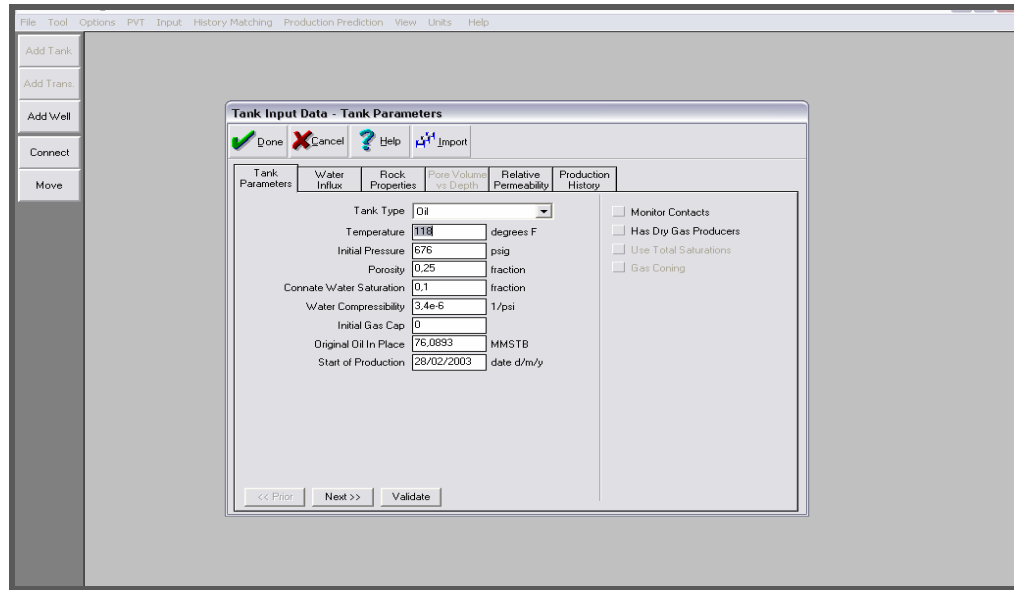 File Tool Options PVT Input History Matching Production Prediction View Units Help
Add Tank
Add Trans.
Add Well
Connect
Move
Tank Input Data - Tank Parameters
Done Cancel Help Import
Tank Parameters
Water Influx
Rock Properties
Pore Volume vs Depth
Relative Permeability
Production History
Tank Type Oil
Temperature 118 degrees F
Initial Pressure 676 psig
Porosity 0,25 fraction
Connate Water Saturation 0,1 fraction
Water Compressibility 3,4e-6 1/psi
Initial Gas Cap 0
Original Oil In Place 76,0893 MMSTB
Start of Production 28/02/2003 date d/m/y
Monitor Contacts
Has Dry Gas Producers
Use Total Saturations
Gas Coning
<< Prior Next >> Validate